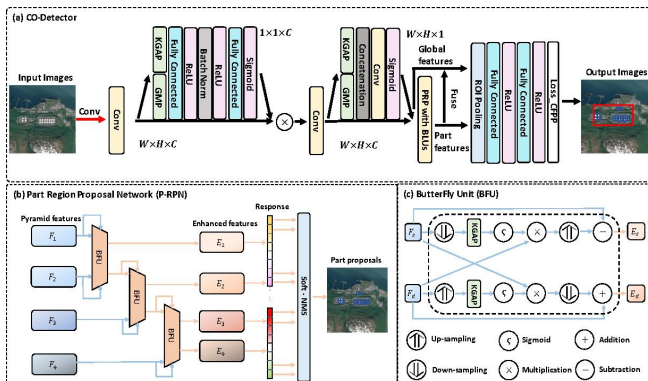 (a) CO-Detector
Input Images
Conv
Conv
W×H×C
KGAP
GMP
Fully Connected
ReLU
Batch Norm
ReLU
Fully Connected
Sigmoid
1×1×C
Conv
W×H×C
KGAP
GMP
Concatenation
Conv
Sigmoid
W×H×1
Global
features
PRP with BLUs
Fuse
Part
features
ROI Pooling
Fully Connected
ReLU
Fully Connected
ReLU
Loss_CFPP
Output Images
(b) Part Region Proposal Network (P-RPN)
Pyramid features
Enhanced features
Response
F1
F2
F3
F4
BFU
BFU
BFU
E1
E2
E3
E4
Soft - NMS
Part proposals
(c) ButterFly Unit (BFU)
Fs
KGAP
ς
×
−
Fd
KGAP
ς
×
+
Ed
Up-sampling
ς
Sigmoid
+
Addition
Down-sampling
×
Multiplication
−
Subtraction